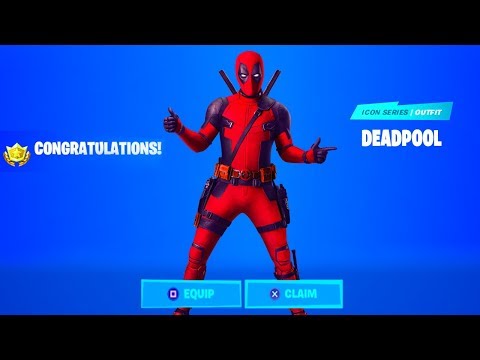 ICON SERIES / OUTFIT
CONGRATULATIONS!
DEADPOOL
EQUIP
CLAIM